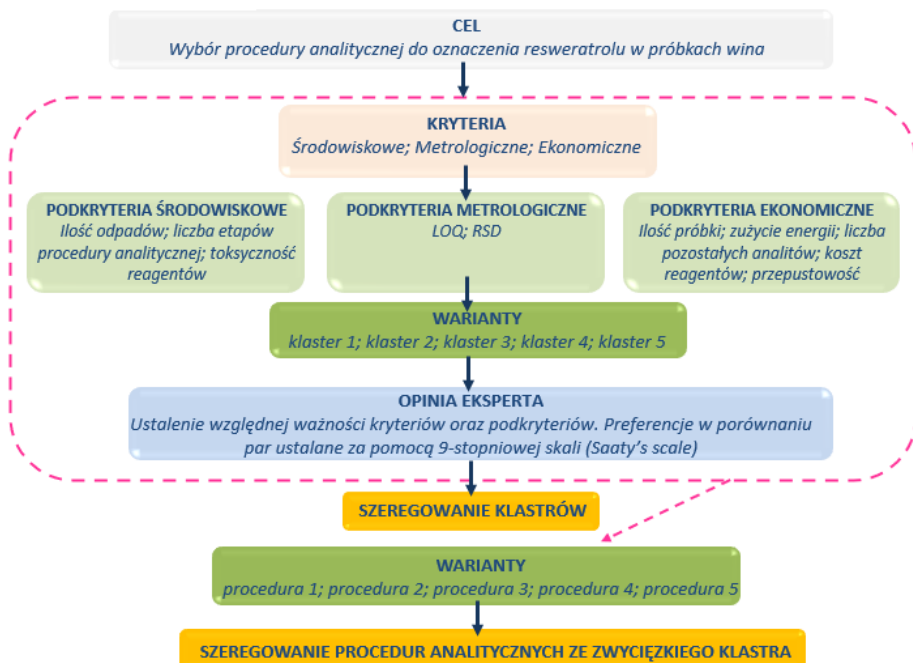 CEL
Wybór procedury analitycznej do oznaczenia resweratrolu w próbkach wina
KRYTERIA
Środowiskowe; Metrologiczne; Ekonomiczne
PODKRYTERIA ŚRODOWISKOWE
Ilość odpadów; liczba etapów
procedury analitycznej; toksyczność
reagentów
PODKRYTERIA METROLOGICZNE
LOQ; RSD
PODKRYTERIA EKONOMICZNE
Ilość próbki; zużycie energii; liczba
pozostałych analitów; koszt
reagentów; przepustowość
WARIANTY
klaster 1; klaster 2; klaster 3; klaster 4; klaster 5
OPINIA EKSPERTA
Ustalenie względnej ważności kryteriów oraz podkryteriów. Preferencje w porównaniu
par ustalane za pomocą 9-stopniowej skali (Saaty's scale)
SZEREGOWANIE KLASTRÓW
WARIANTY
procedura 1; procedura 2; procedura 3; procedura 4; procedura 5
SZEREGOWANIE PROCEDUR ANALITYCZNYCH ZE ZWYCIĘZKIEGO KLASTRA